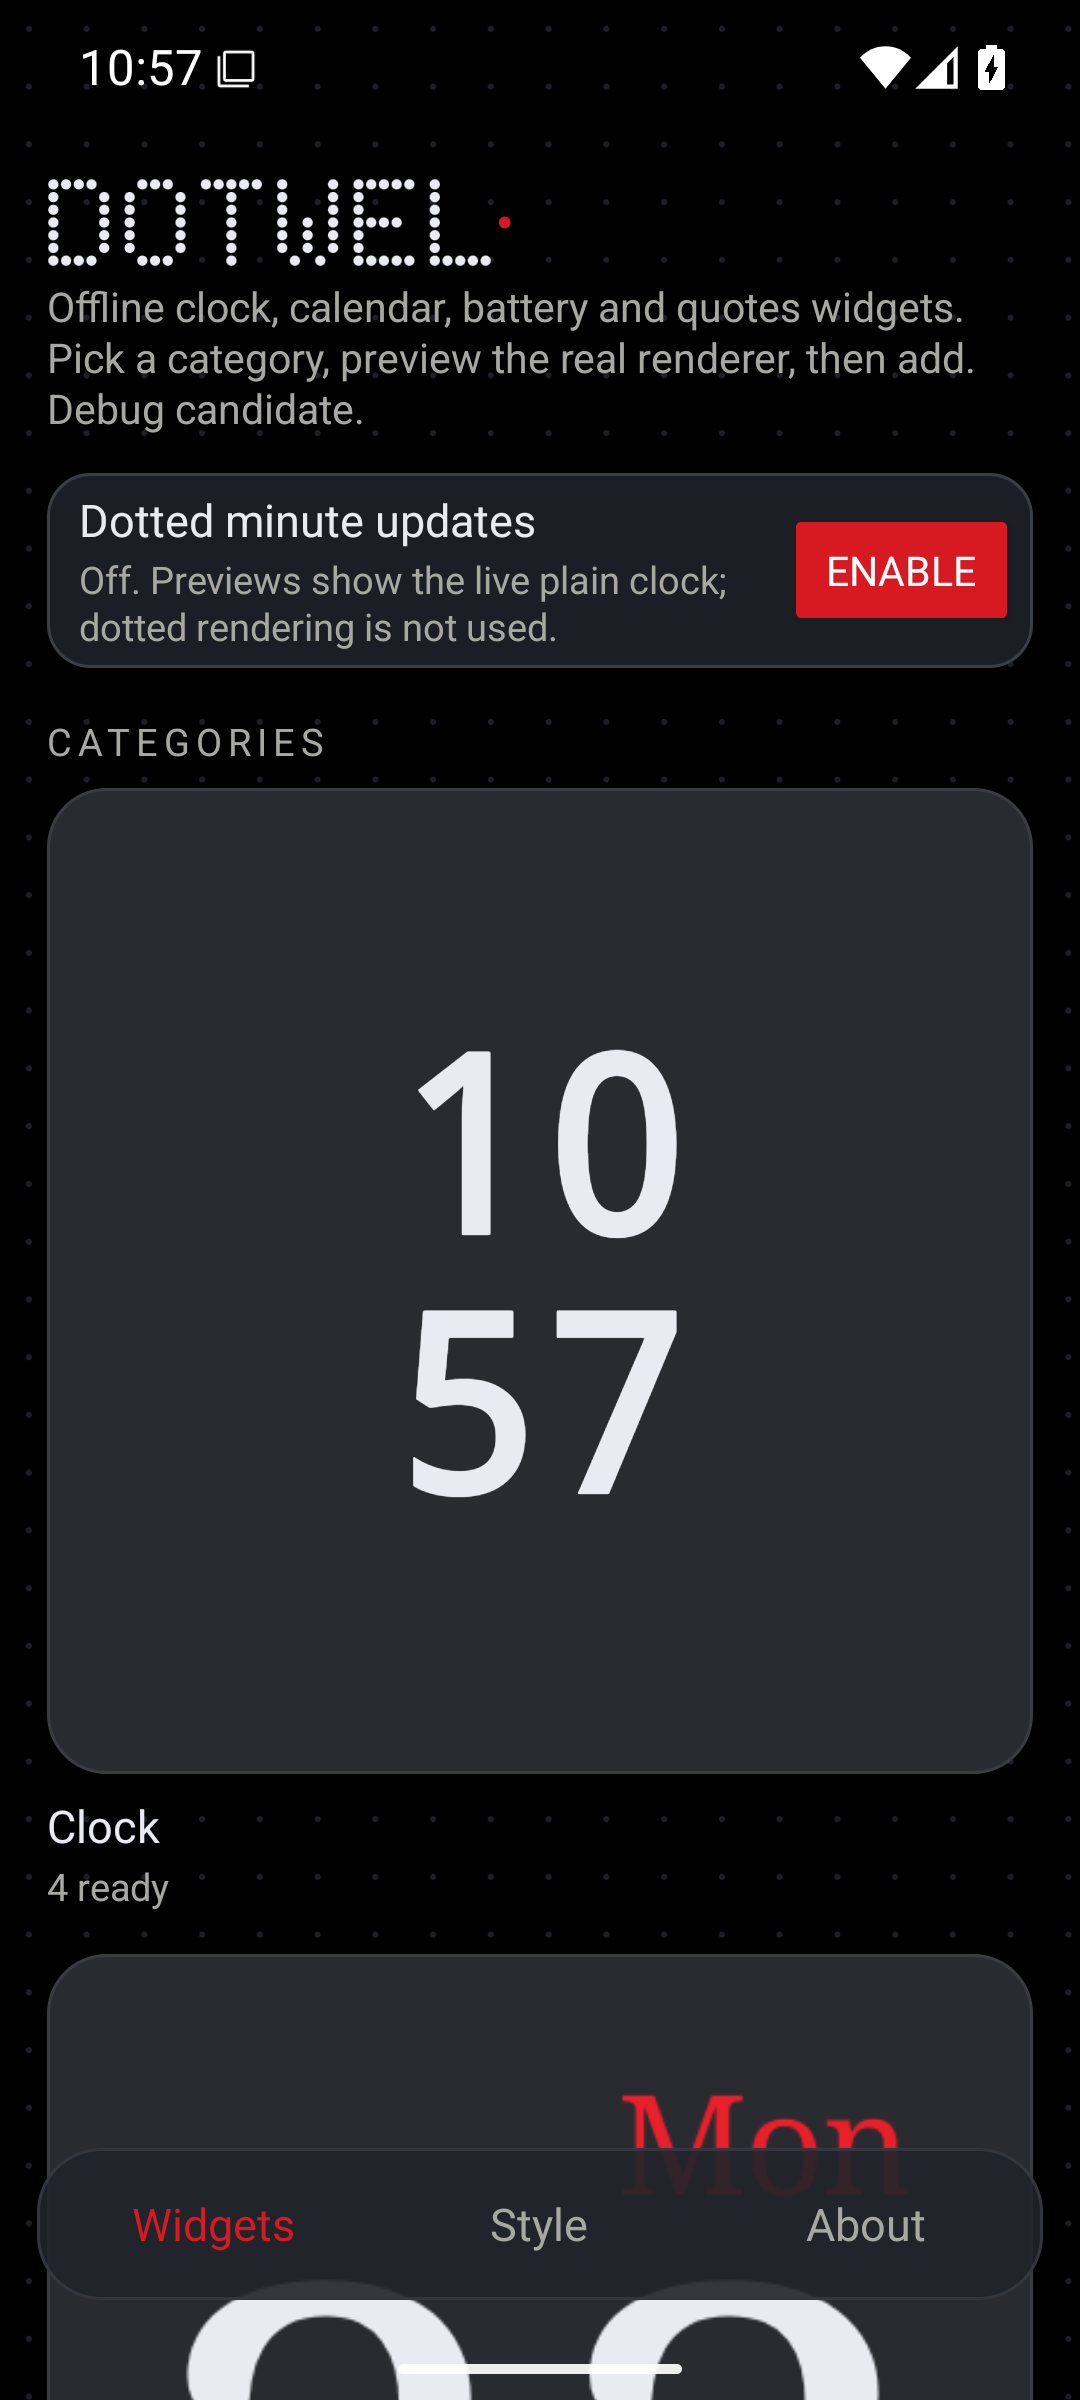 10:57
DOTWEL
Offline clock, calendar, battery and quotes widgets.
Pick a category, preview the real renderer, then add.
Debug candidate.
Dotted minute updates
Off. Previews show the live plain clock;
dotted rendering is not used.
ENABLE
CATEGORIES
10
57
Clock
4 ready
Mon
Widgets
Style
About